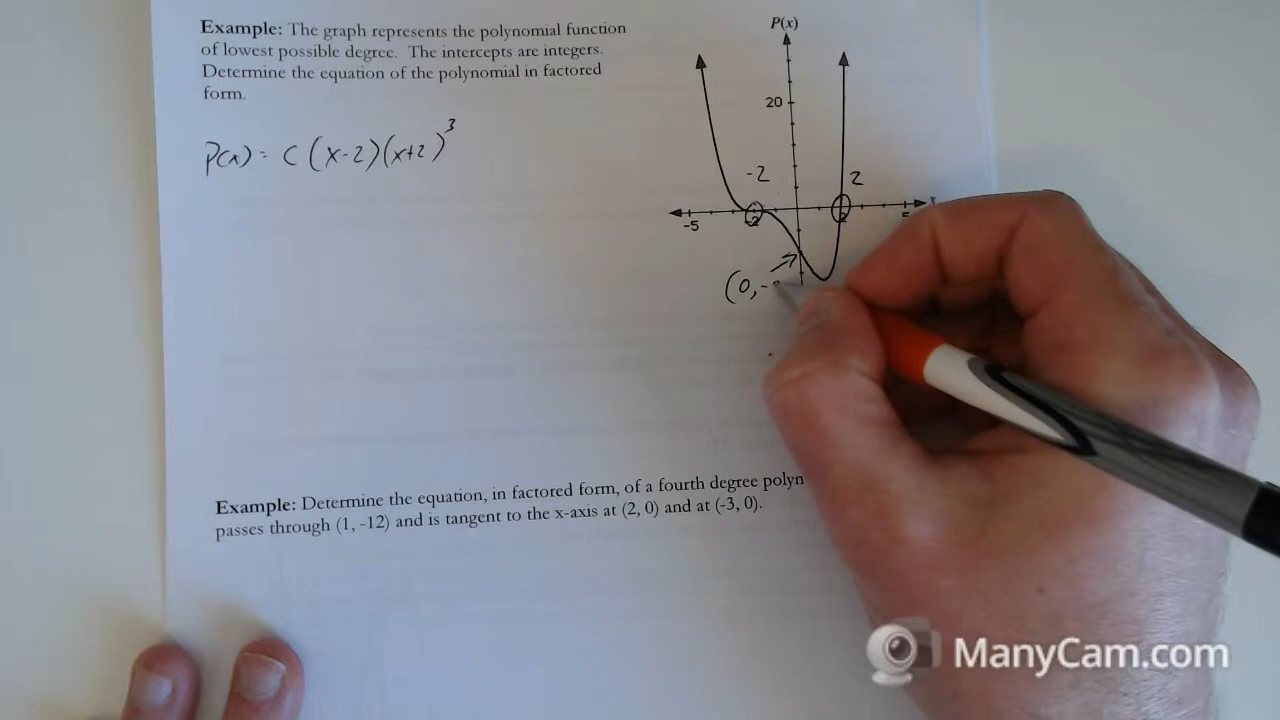 Example: The graph represents the polynomial function
of lowest possible degree. The intercepts are integers.
Determine the equation of the polynomial in factored
form.
P(x) = C (x-2)(x+2)³
P(x)
20
-2
2
-5
-2
2
5
(0,-
Example: Determine the equation, in factored form, of a fourth degree polyn
passes through (1, -12) and is tangent to the x-axis at (2, 0) and at (-3, 0).
ManyCam.com